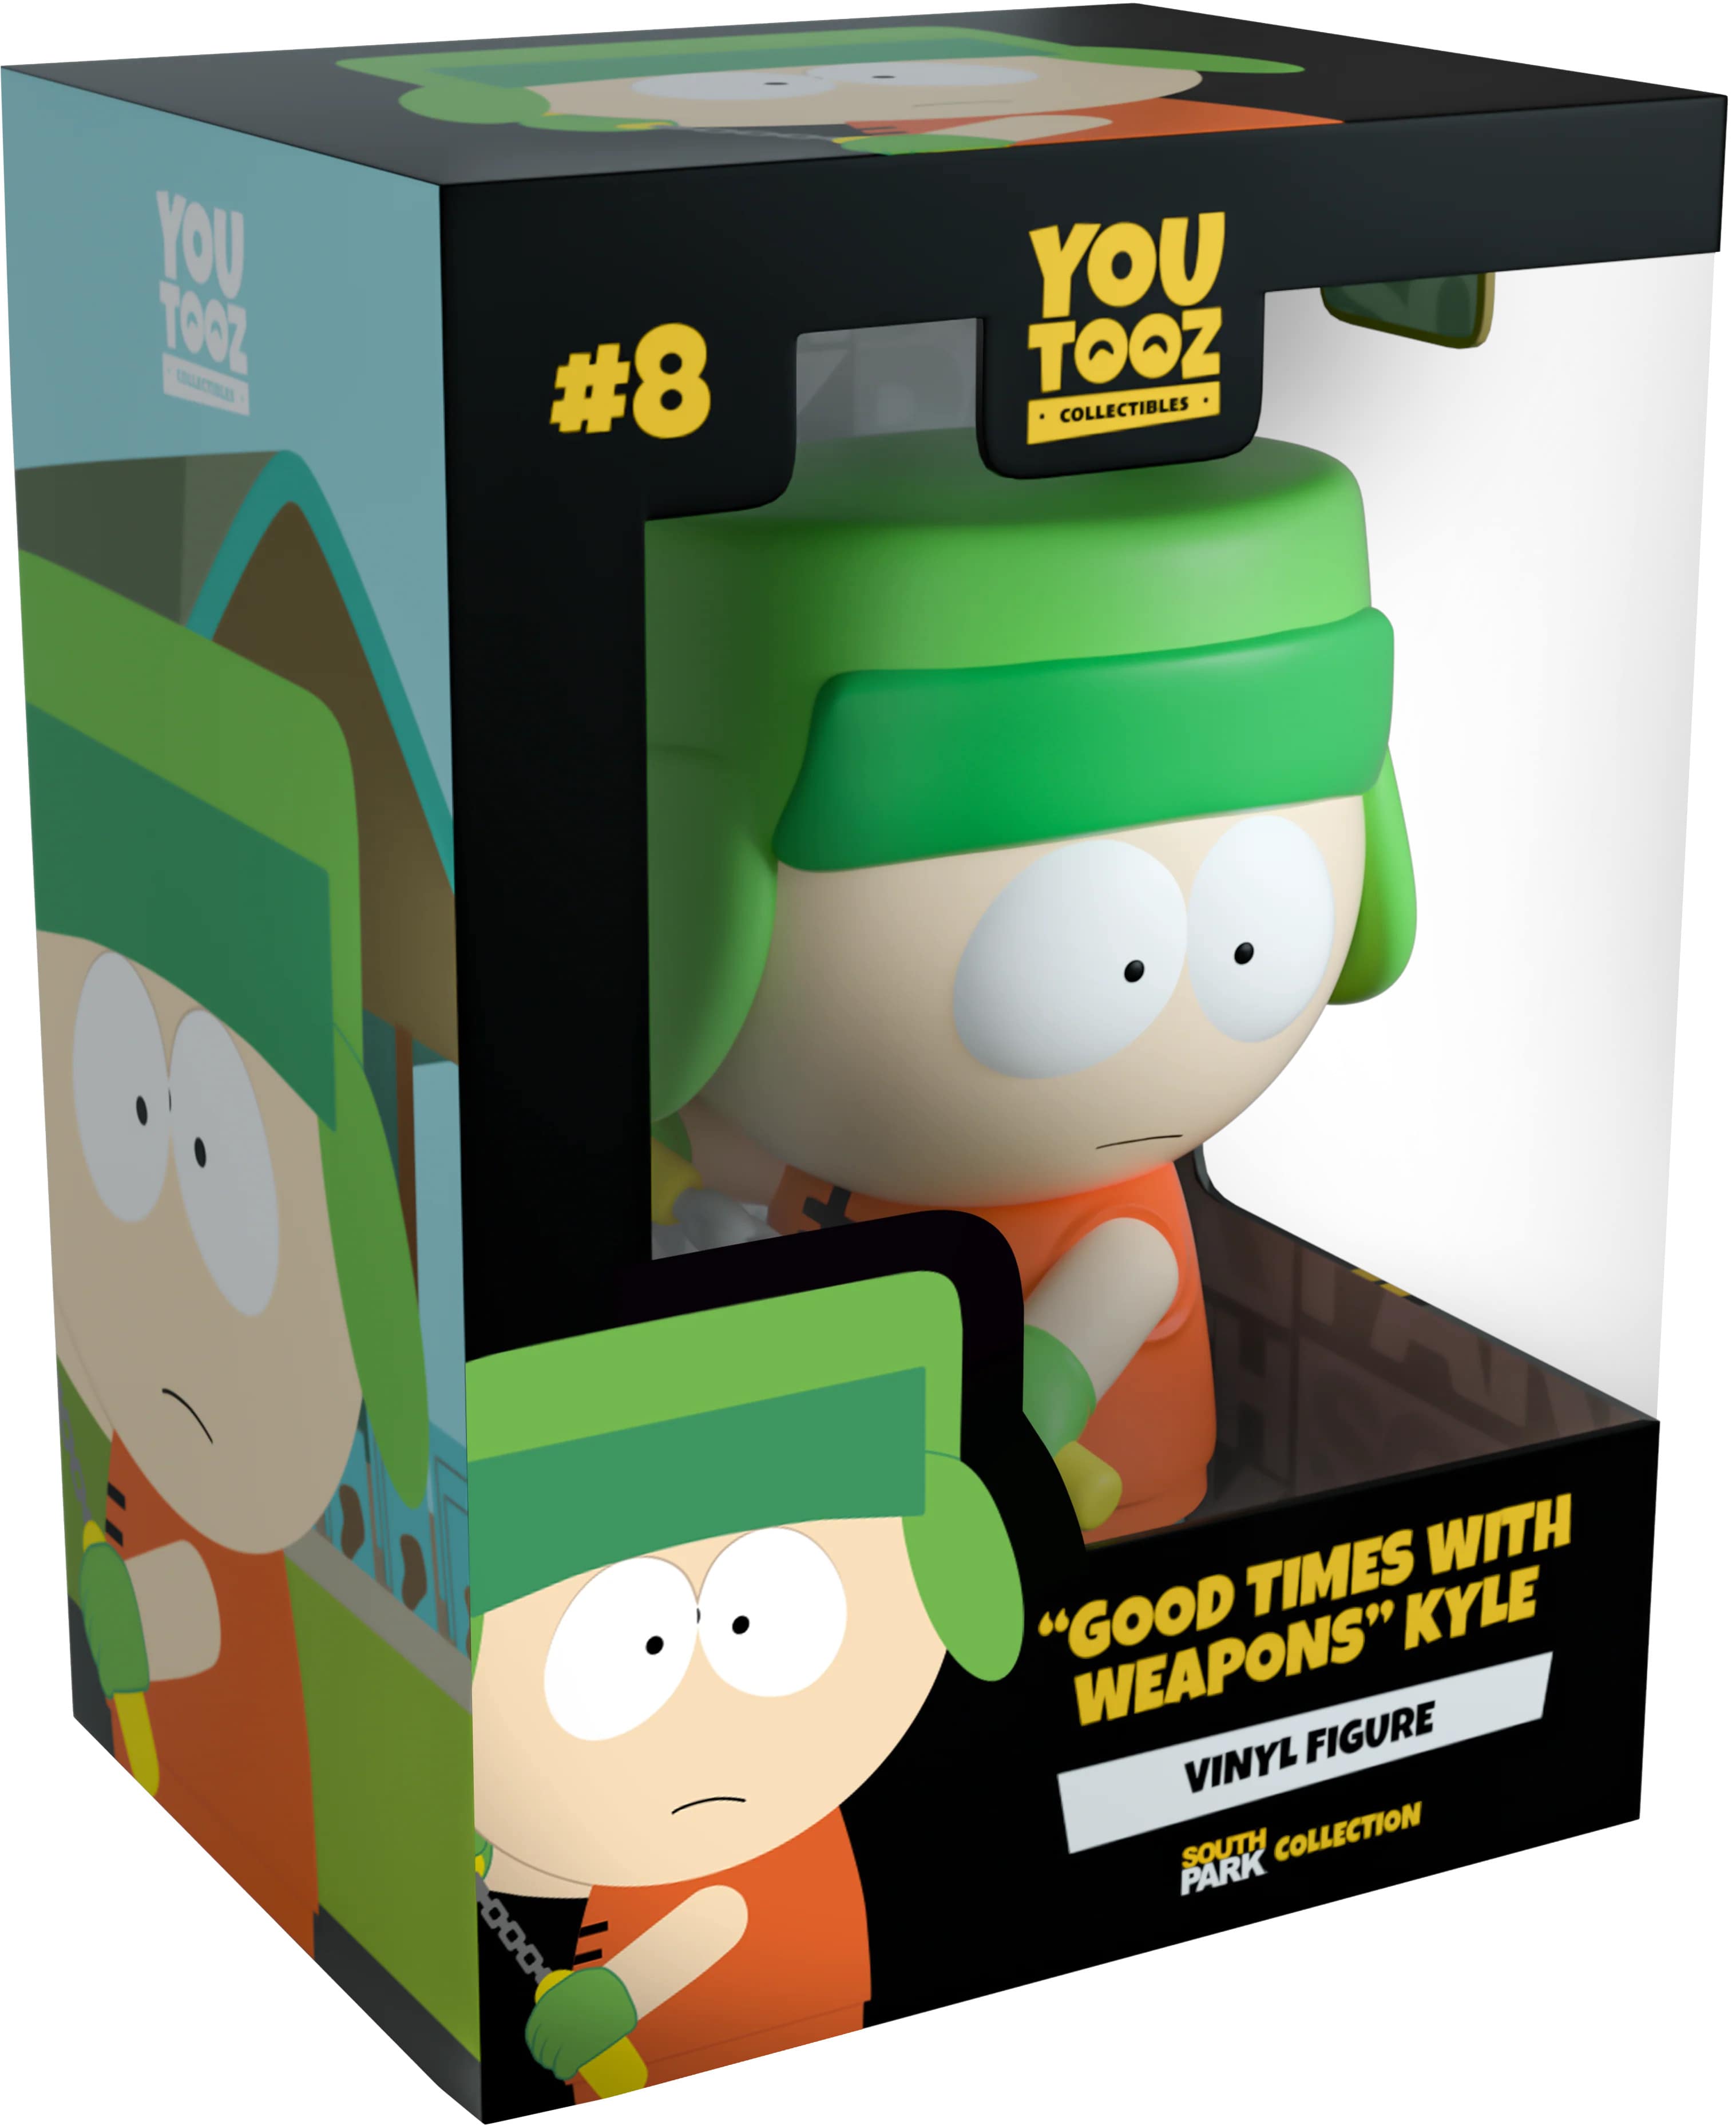 YOU
TOOZ
COLLECTIBLES
#8
YOU
TOOZ
· COLLECTIBLES ·
“GOOD TIMES WITH
WEAPONS” KYLE
VINYL FIGURE
SOUTH
PARK COLLECTION